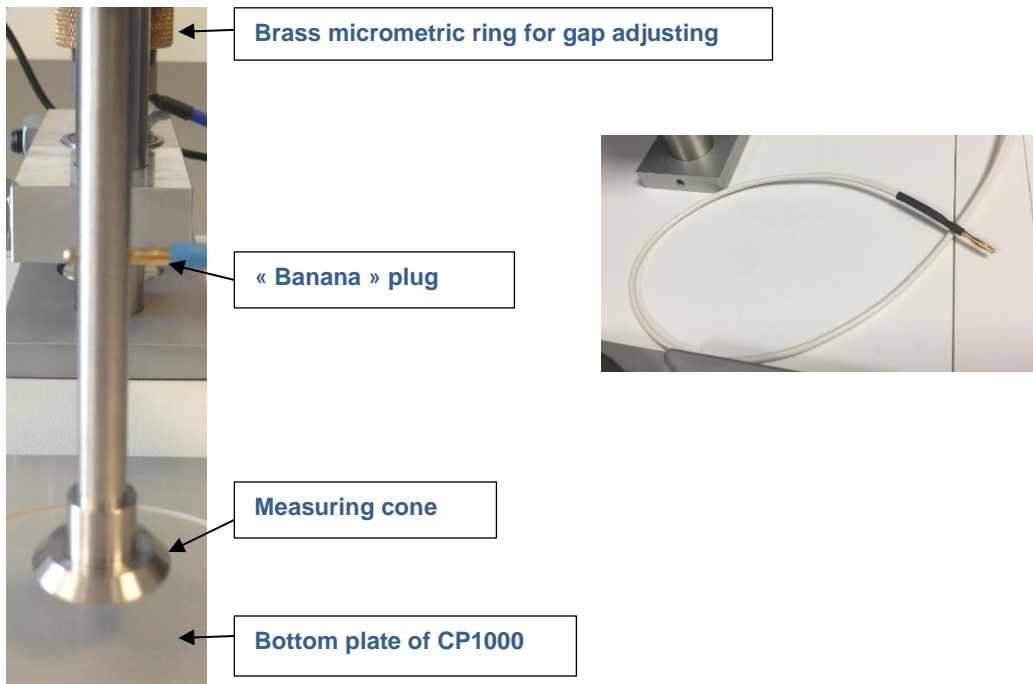 Brass micrometric ring for gap adjusting
« Banana » plug
Measuring cone
Bottom plate of CP1000